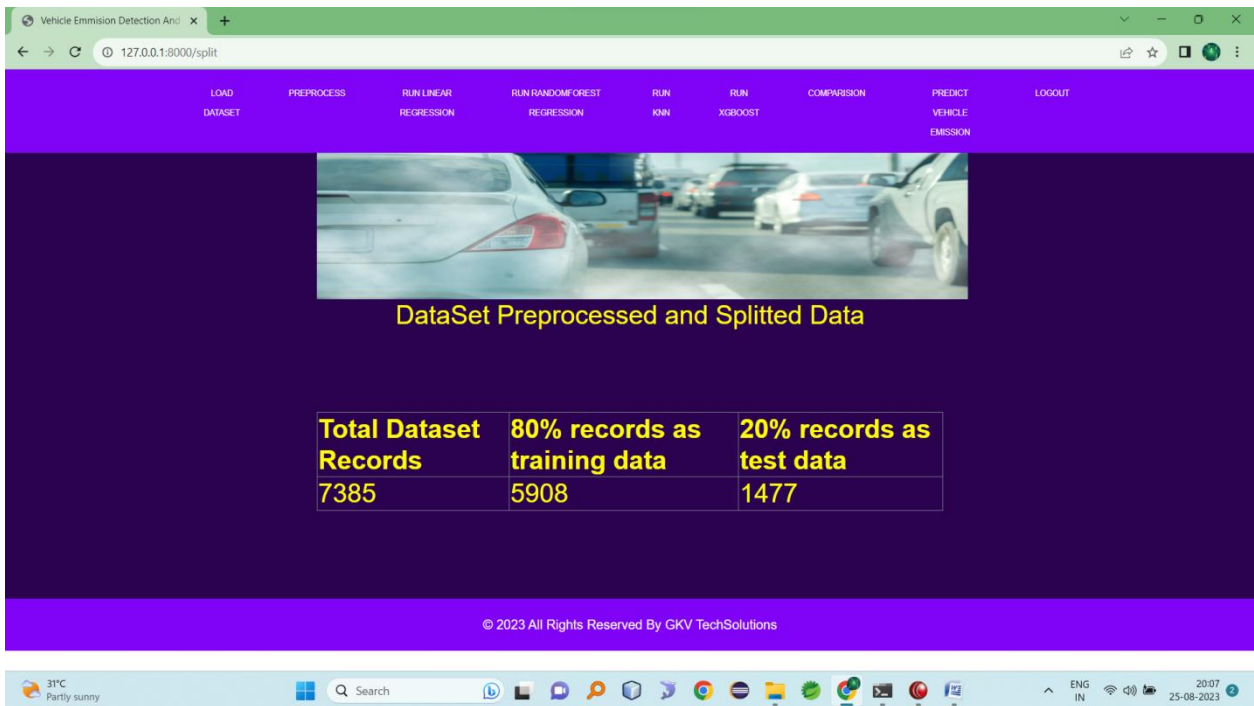 Vehicle Emmision Detection And
127.0.0.1:8000/split
LOAD
DATASET
PREPROCESS
RUN LINEAR
REGRESSION
RUN RANDOMFOREST
REGRESSION
RUN
KNN
RUN
XGBOOST
COMPARISION
PREDICT
VEHICLE
EMISSION
LOGOUT
DataSet Preprocessed and Splitted Data
Total Dataset
Records
80% records as
training data
20% records as
test data
7385
5908
1477
© 2023 All Rights Reserved By GKV TechSolutions
31°C
Partly sunny
Search
ENG
IN
20:07
25-08-2023
2